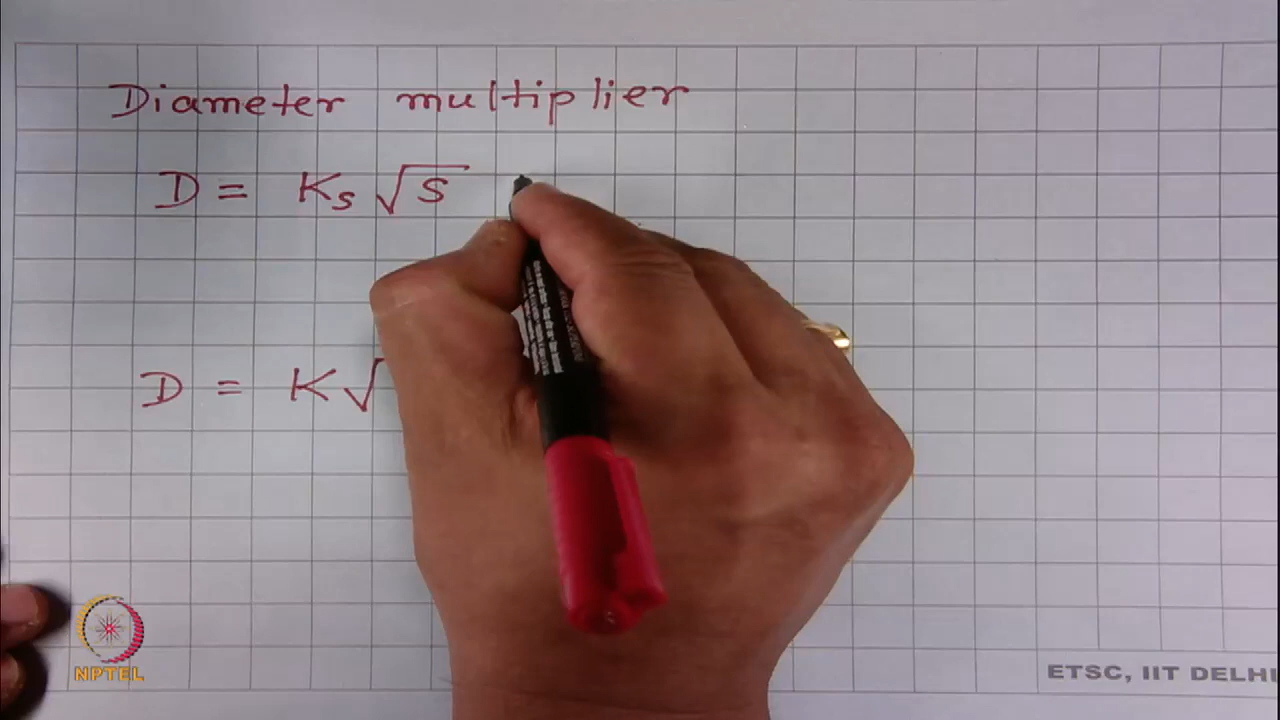 Diameter multiplier
D = Ks √S
D = K√
NPTEL
ETSC, IIT DELHI